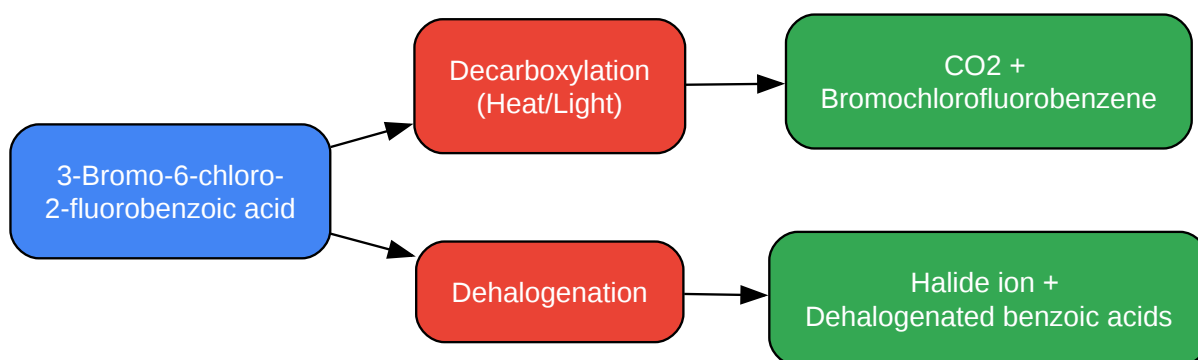 Decarboxylation
(Heat/Light)
CO2 +
Bromochlorofluorobenzene
3-Bromo-6-chloro-
2-fluorobenzoic acid
Dehalogenation
Halide ion +
Dehalogenated benzoic acids